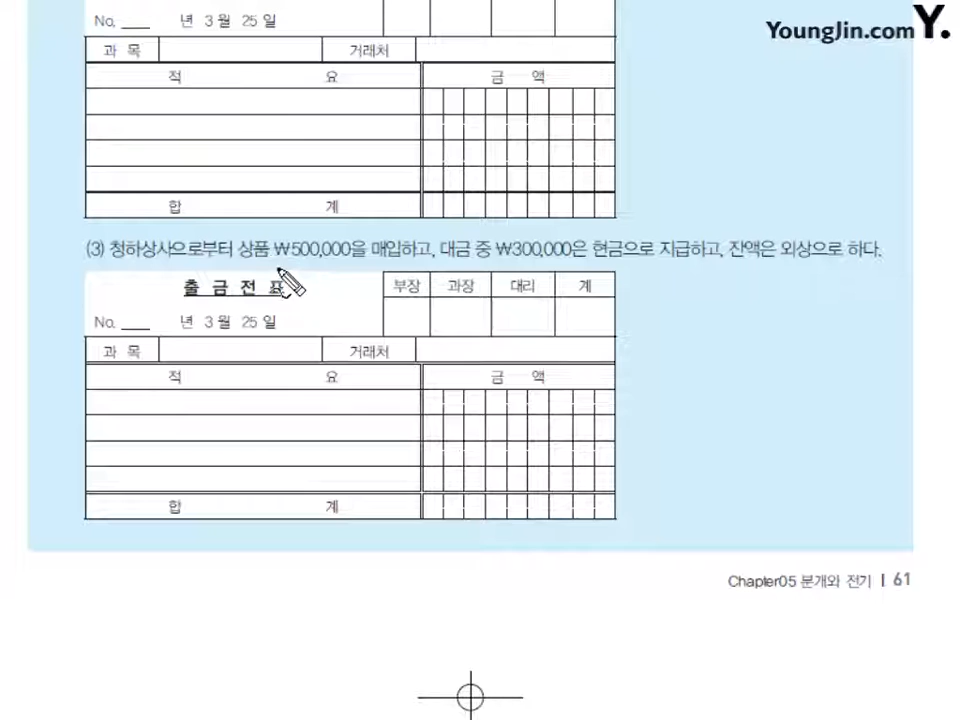 YoungJin.com Y.
No. ___ 년 3 월 25 일
과 목 거래처
적 요 금 액
합 계
(3) 청하상사으로부터 상품 ₩500,000을 매입하고, 대금 중 ₩300,000은 현금으로 지급하고, 잔액은 외상으로 하다.
출 금 전 표 부장 과장 대리 계
No. ___ 년 3 월 25 일
과 목 거래처
적 요 금 액
합 계
Chapter05 분개와 전기 | 61